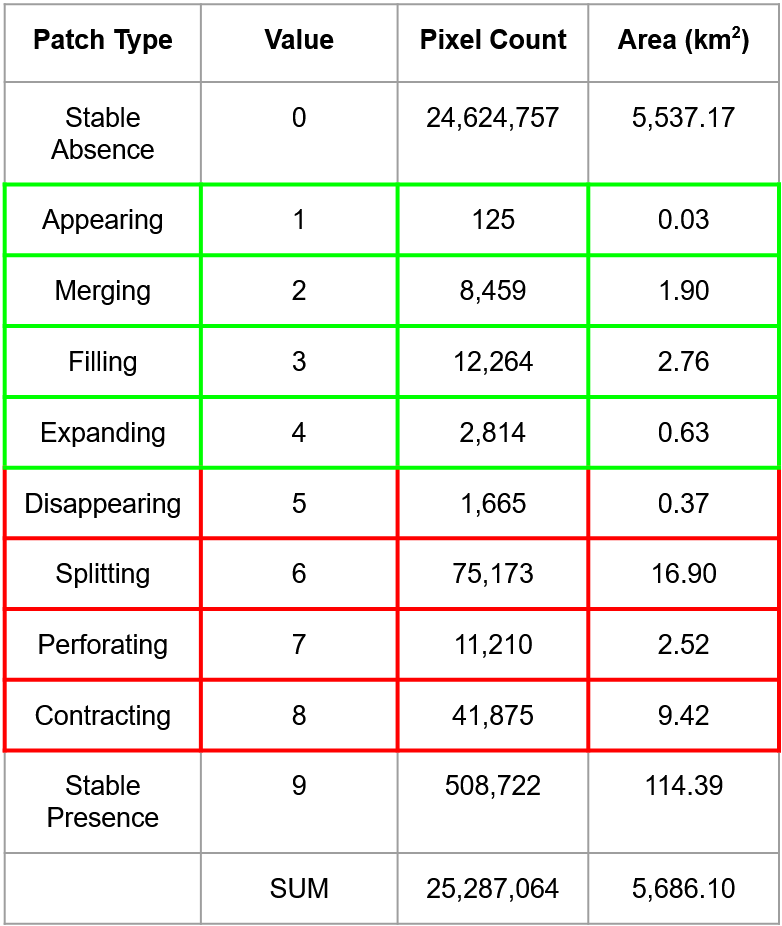 Patch Type Value Pixel Count Area (km²)
Stable Absence 0 24,624,757 5,537.17
Appearing 1 125 0.03
Merging 2 8,459 1.90
Filling 3 12,264 2.76
Expanding 4 2,814 0.63
Disappearing 5 1,665 0.37
Splitting 6 75,173 16.90
Perforating 7 11,210 2.52
Contracting 8 41,875 9.42
Stable Presence 9 508,722 114.39
SUM 25,287,064 5,686.10